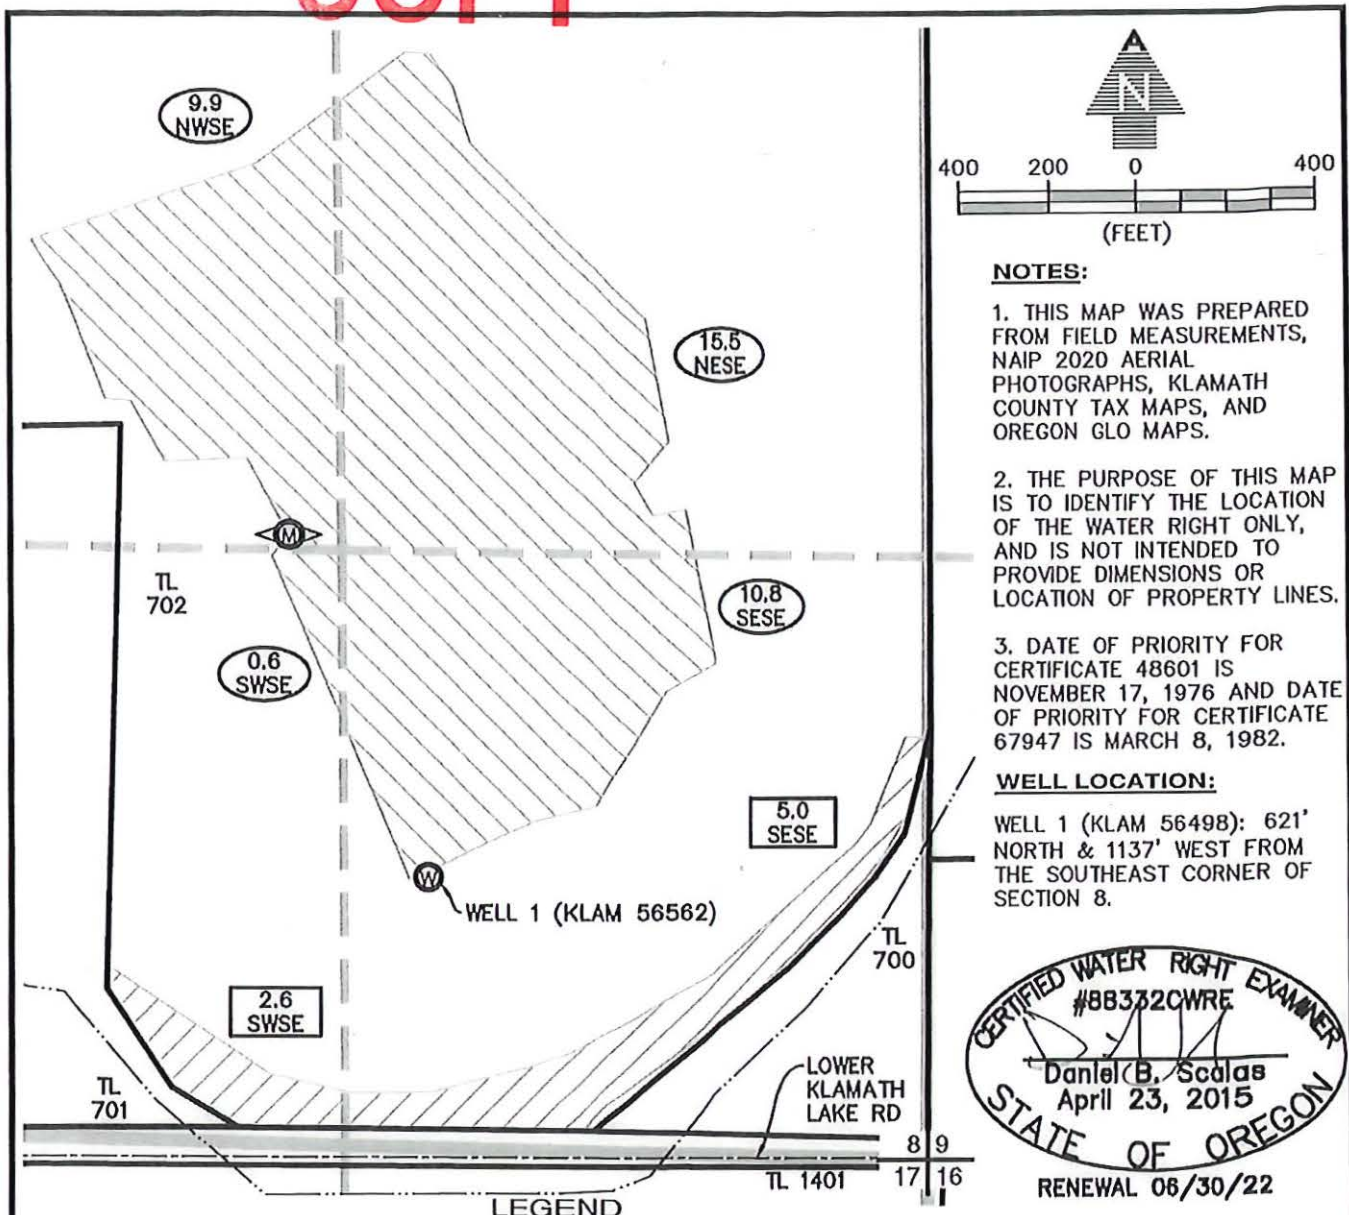 9.9
NWSE
15.5
NESE
TL
702
10.8
SESE
0.6
SWSE
5.0
SESE
WELL 1 (KLAM 56562)
TL
700
2.6
SWSE
TL
701
LOWER
KLAMATH
LAKE RD
8 9
17 16
TL 1401
LEGEND
N
400 200 0 400
(FEET)
NOTES:
1. THIS MAP WAS PREPARED
FROM FIELD MEASUREMENTS,
NAIP 2020 AERIAL
PHOTOGRAPHS, KLAMATH
COUNTY TAX MAPS, AND
OREGON GLO MAPS.
2. THE PURPOSE OF THIS MAP
IS TO IDENTIFY THE LOCATION
OF THE WATER RIGHT ONLY,
AND IS NOT INTENDED TO
PROVIDE DIMENSIONS OR
LOCATION OF PROPERTY LINES.
3. DATE OF PRIORITY FOR
CERTIFICATE 48601 IS
NOVEMBER 17, 1976 AND DATE
OF PRIORITY FOR CERTIFICATE
67947 IS MARCH 8, 1982.
WELL LOCATION:
WELL 1 (KLAM 56498): 621'
NORTH & 1137' WEST FROM
THE SOUTHEAST CORNER OF
SECTION 8.
CERTIFIED WATER RIGHT EXAMINER
#88332CWRE
Daniel B. Scalas
April 23, 2015
STATE OF OREGON
RENEWAL 06/30/22
M
W